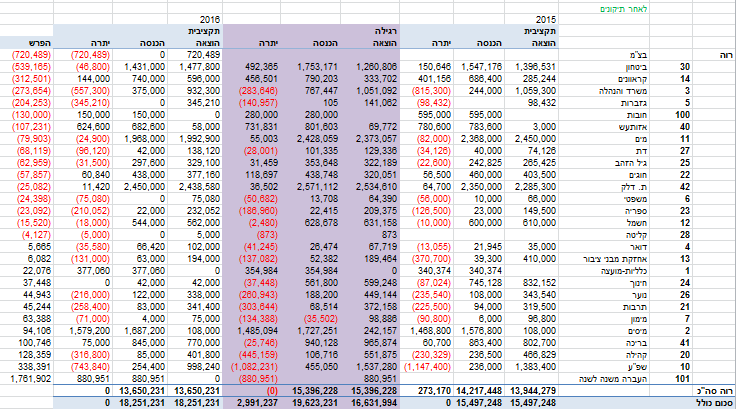 לאחר תיקונים
2015 2016
תקציבית רגילה תקציבית
הוצאה הכנסה יתרה הוצאה הכנסה יתרה הוצאה הכנסה יתרה הפרש
רוה בצ"מ 720,489 0 (720,489) (720,489)
30 ביטחון 1,396,531 1,547,176 150,646 1,260,806 1,753,171 492,365 1,477,800 1,431,000 (46,800) (539,165)
14 קראוונים 285,244 686,400 401,156 333,702 790,203 456,501 596,000 740,000 144,000 (312,501)
3 משרד והנהלה 1,059,300 244,000 (815,300) 1,051,092 767,447 (283,646) 932,300 375,000 (557,300) (273,654)
5 גזברות 98,432 (98,432) 141,062 105 (140,957) 345,210 0 (345,210) (204,253)
100 חובות 595,000 595,000 280,000 280,000 0 150,000 150,000 (130,000)
40 אזותעש 3,000 783,600 780,600 69,772 801,603 731,831 58,000 682,600 624,600 (107,231)
11 מים 2,450,000 2,368,000 (82,000) 2,373,057 2,428,059 55,003 1,992,900 1,968,000 (24,900) (79,903)
27 דת 74,126 40,000 (34,126) 129,336 101,335 (28,001) 138,120 42,000 (96,120) (68,119)
25 גיל הזהב 265,425 242,825 (22,600) 322,189 353,648 31,459 329,100 297,600 (31,500) (62,959)
22 חוגים 403,500 460,000 56,500 320,051 438,748 118,697 377,160 438,000 60,840 (57,857)
42 ת. דלק 2,285,300 2,350,000 64,700 2,534,610 2,571,112 36,502 2,438,580 2,450,000 11,420 (25,082)
6 משפטי 66,000 10,000 (56,000) 64,390 13,708 (50,682) 75,080 0 (75,080) (24,398)
23 ספריה 149,500 23,000 (126,500) 209,375 22,415 (186,960) 232,052 22,000 (210,052) (23,092)
12 חשמל 610,000 600,000 (10,000) 631,158 628,678 (2,480) 562,000 544,000 (18,000) (15,520)
28 קליטה 873 (873) 5,000 0 (5,000) (4,127)
4 דואר 35,000 21,945 (13,055) 67,719 26,474 (41,245) 102,000 66,420 (35,580) 5,665
13 אחזקת מבני ציבור 410,000 39,300 (370,700) 189,464 52,382 (137,082) 194,000 63,000 (131,000) 6,082
1 כלליות-מועצה 340,374 340,374 0 354,984 354,984 0 377,060 377,060 22,076
24 חינוך 832,152 745,128 (87,024) 599,248 561,800 (37,448) 42,000 42,000 0 37,448
26 נוער 343,540 108,000 (235,540) 449,144 188,200 (260,943) 338,000 122,000 (216,000) 44,943
21 תרבות 319,500 94,000 (225,500) 372,158 68,514 (303,644) 341,400 83,000 (258,400) 45,244
7 מימון 96,800 6,000 (90,800) 98,886 (35,502) (134,388) 75,000 4,000 (71,000) 63,388
2 מיסים 108,000 1,576,800 1,468,800 242,157 1,727,251 1,485,094 108,000 1,687,200 1,579,200 94,106
41 בריכה 802,700 863,400 60,700 965,874 940,128 (25,746) 770,000 845,000 75,000 100,746
20 קהילה 466,829 236,500 (230,329) 551,875 106,716 (445,159) 401,800 85,000 (316,800) 128,359
10 שפ"ע 1,383,400 236,000 (1,147,400) 1,537,280 455,050 (1,082,231) 998,240 254,400 (743,840) 338,391
101 העברה משנה לשנה 880,951 (880,951) 0 880,951 880,951 1,761,902
רוה סה"כ 13,944,279 14,217,448 273,170 15,396,228 15,396,228 (0) 13,650,231 13,650,231 0
סכום כולל 15,497,248 15,497,248 0 16,631,994 19,623,231 2,991,237 18,251,231 18,251,231 0